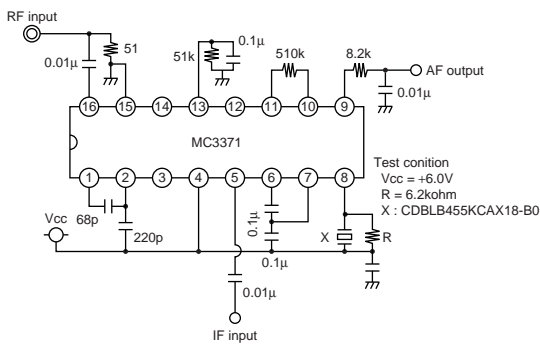 RF input
0.01μ
51
51k
0.1μ
510k
8.2k
AF output
0.01μ
16 15 14 13 12 11 10 9
MC3371
1 2 3 4 5 6 7 8
Test conition
Vcc = +6.0V
R = 6.2kohm
X : CDBLB455KCAX18-B0
Vcc
68p
220p
0.1μ
0.1μ
X
R
0.01μ
IF input